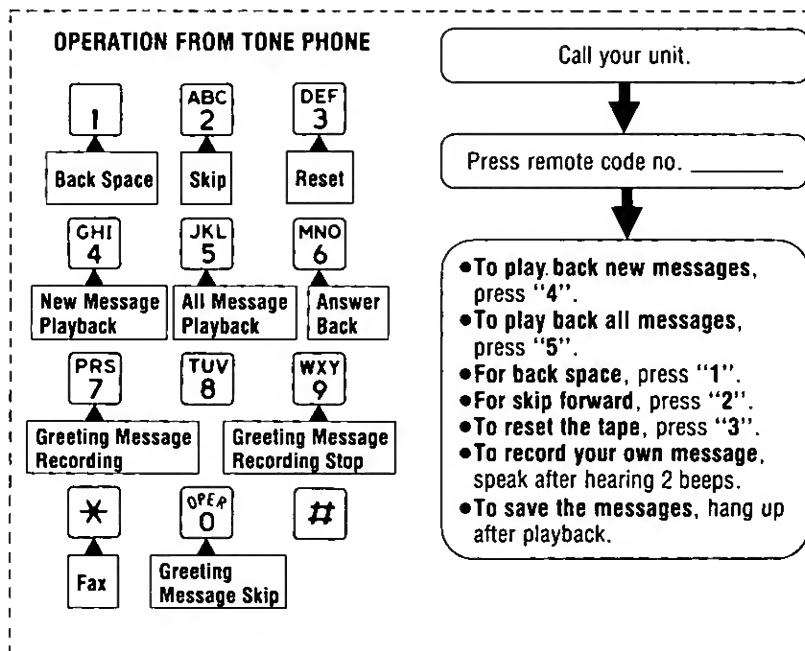 OPERATION FROM TONE PHONE
1
ABC
2
DEF
3
Back Space
Skip
Reset
GHI
4
JKL
5
MNO
6
New Message
Playback
All Message
Playback
Answer
Back
PRS
7
TUV
8
WXY
9
Greeting Message
Recording
Greeting Message
Recording Stop
*
OPER
0
#
Fax
Greeting
Message Skip
Call your unit.
Press remote code no. ________
●To play back new messages,
press "4".
●To play back all messages,
press "5".
●For back space, press "1".
●For skip forward, press "2".
●To reset the tape, press "3".
●To record your own message,
speak after hearing 2 beeps.
●To save the messages, hang up
after playback.